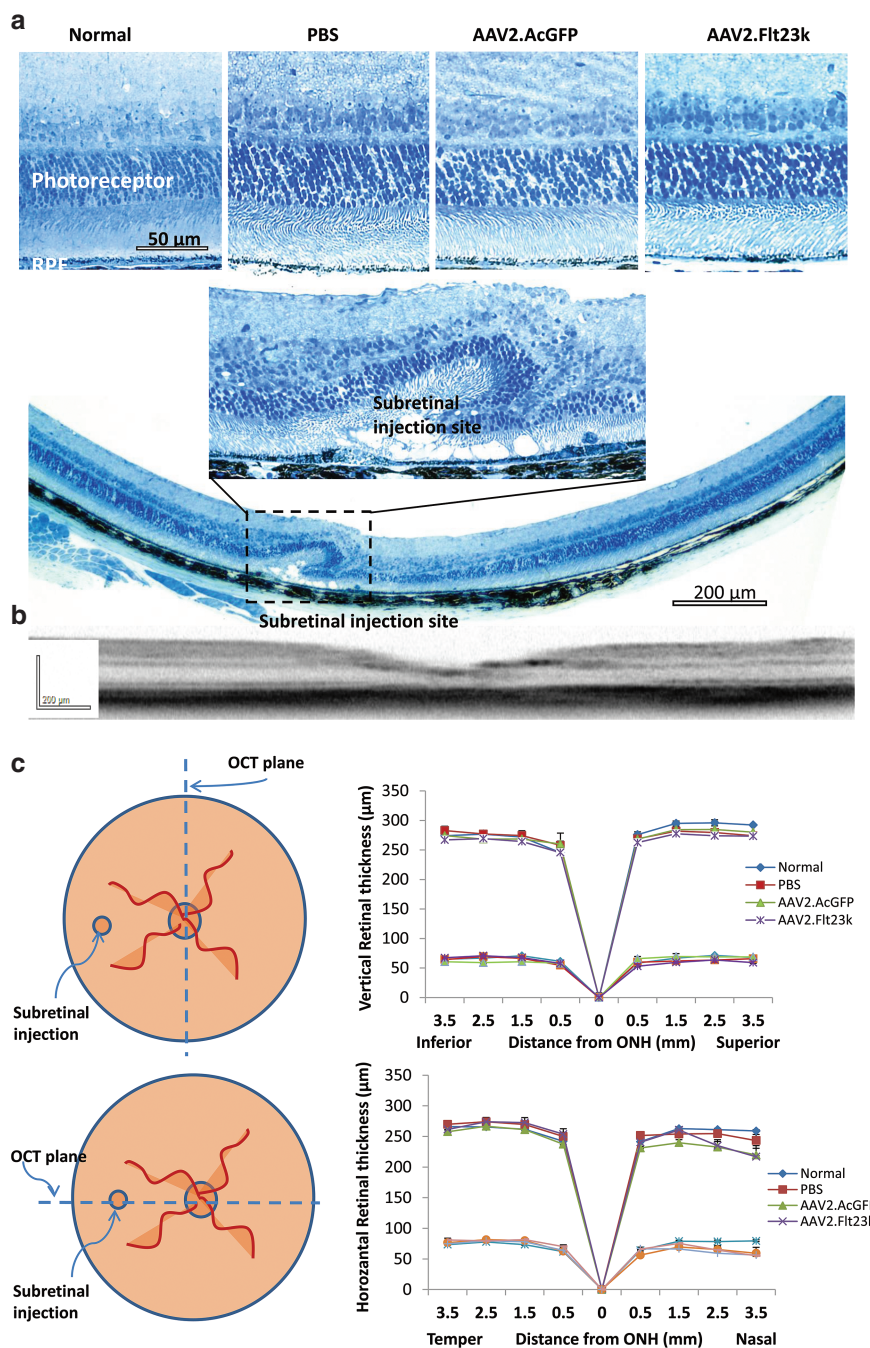 a
Normal PBS AAV2.AcGFP AAV2.Flt23k
Photoreceptor
50 µm
RPE
Subretinal
injection site
200 µm
Subretinal injection site
b
200 µm
c
OCT plane
Subretinal
injection
Vertical Retinal thickness (µm)
350
300
250
200
150
100
50
0
3.5 2.5 1.5 0.5 0 0.5 1.5 2.5 3.5
Inferior Distance from ONH (mm) Superior
Normal
PBS
AAV2.AcGFP
AAV2.Flt23k
OCT plane
Subretinal
injection
Horozantal Retinal thickness (µm)
350
300
250
200
150
100
50
0
3.5 2.5 1.5 0.5 0 0.5 1.5 2.5 3.5
Temper Distance from ONH (mm) Nasal
Normal
PBS
AAV2.AcGFP
AAV2.Flt23k